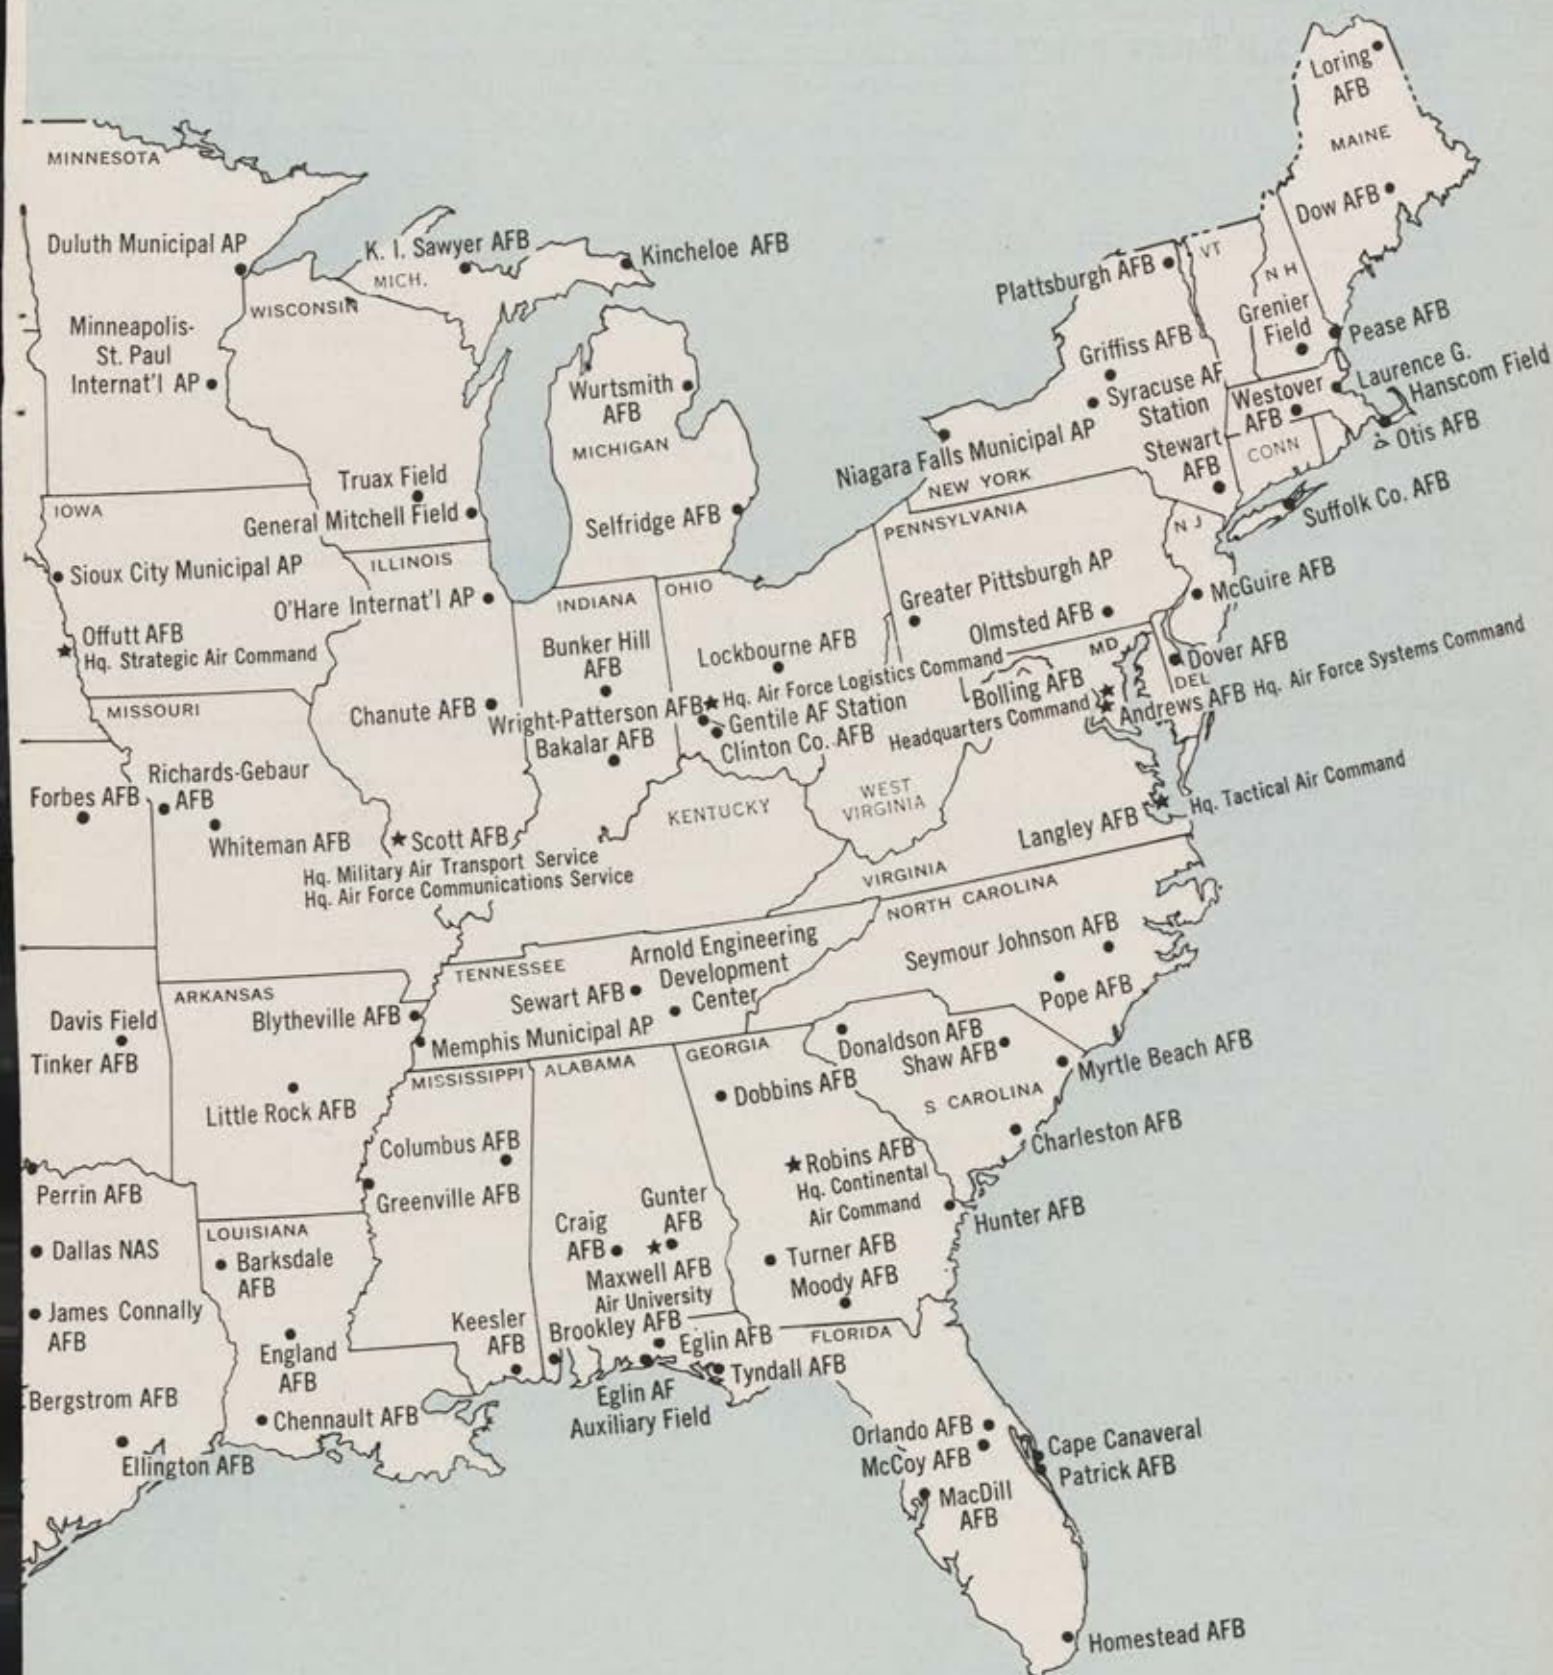 Loring
AFB
MAINE
Dow AFB
MINNESOTA
Duluth Municipal AP
K. I. Sawyer AFB
MICH.
Kincheloe AFB
WISCONSIN
Minneapolis-
St. Paul
Internat'l AP
Wurtsmith
AFB
MICHIGAN
Plattsburgh AFB
VT
N H
Grenier
Field
Pease AFB
Griffiss AFB
Syracuse AF
Station
Laurence G.
Hanscom Field
Westover
AFB
Otis AFB
Niagara Falls Municipal AP
Stewart
AFB
CONN
NEW YORK
Suffolk Co. AFB
Truax Field
General Mitchell Field
Selfridge AFB
IOWA
Sioux City Municipal AP
ILLINOIS
O'Hare Internat'l AP
INDIANA
OHIO
PENNSYLVANIA
N J
Greater Pittsburgh AP
Olmsted AFB
McGuire AFB
Offutt AFB
Hq. Strategic Air Command
Bunker Hill
AFB
Lockbourne AFB
MD
Dover AFB
DEL
MISSOURI
Chanute AFB
Wright-Patterson AFB
Hq. Air Force Logistics Command
Gentile AF Station
Clinton Co. AFB
Bakalar AFB
Bolling AFB
Headquarters Command
Andrews AFB Hq. Air Force Systems Command
Richards-Gebaur
AFB
Forbes AFB
Whiteman AFB
Scott AFB
Hq. Military Air Transport Service
Hq. Air Force Communications Service
KENTUCKY
WEST
VIRGINIA
Langley AFB
Hq. Tactical Air Command
VIRGINIA
NORTH CAROLINA
Seymour Johnson AFB
Pope AFB
TENNESSEE
Sewart AFB
Arnold Engineering
Development
Center
Memphis Municipal AP
ARKANSAS
Blytheville AFB
Little Rock AFB
Davis Field
Tinker AFB
MISSISSIPPI
ALABAMA
GEORGIA
Donaldson AFB
Shaw AFB
Myrtle Beach AFB
Dobbins AFB
S CAROLINA
Charleston AFB
Columbus AFB
Greenville AFB
Robins AFB
Hq. Continental
Air Command
Hunter AFB
Perrin AFB
Dallas NAS
James Connally
AFB
LOUISIANA
Barksdale
AFB
England
AFB
Chennault AFB
Craig
AFB
Gunter
AFB
Maxwell AFB
Air University
Turner AFB
Moody AFB
Keesler
AFB
Brookley AFB
Eglin AFB
Tyndall AFB
Eglin AF
Auxiliary Field
FLORIDA
Bergstrom AFB
Ellington AFB
Orlando AFB
McCoy AFB
Cape Canaveral
Patrick AFB
MacDill
AFB
Homestead AFB